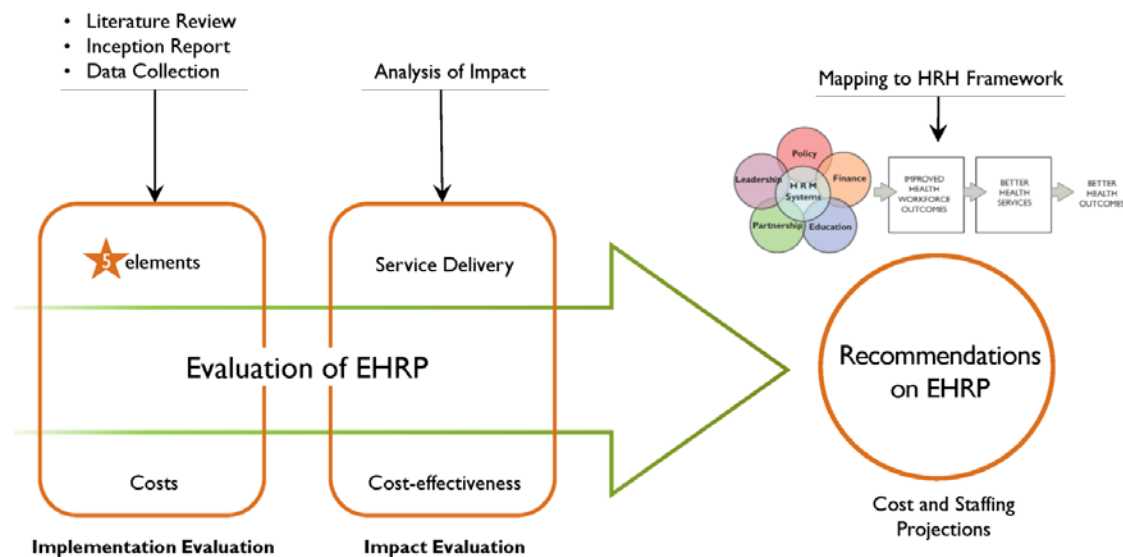 • Literature Review
• Inception Report
• Data Collection
Analysis of Impact
Mapping to HRH Framework
Policy
Leadership
Finance
H R M
Systems
Partnership
Education
IMPROVED
HEALTH
WORKFORCE
OUTCOMES
BETTER
HEALTH
SERVICES
BETTER
HEALTH
OUTCOMES
5 elements
Service Delivery
Evaluation of EHRP
Recommendations
on EHRP
Costs
Cost-effectiveness
Cost and Staffing
Projections
Implementation Evaluation
Impact Evaluation